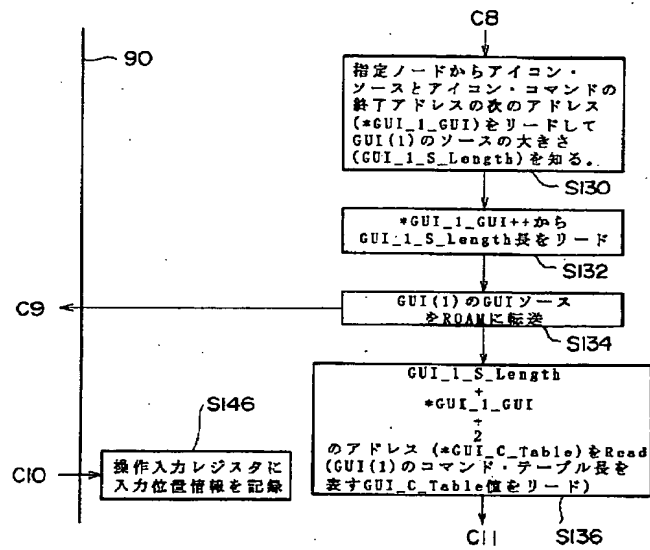 C8
90
指定ノードからアイコン・
ソースとアイコン・コマンドの
終了アドレスの次のアドレス
(*GUI_1_GUI)をリードして
GUI(1)のソースの大きさ
(GUI_1_S_Length)を知る。
S130
*GUI_1_GUI++から
GUI_1_S_Length長をリード
S132
C9
GUI(1)のGUIソース
をROAMに転送
S134
GUI_1_S_Length
+
*GUI_1_GUI
+
2
のアドレス (*GUI_C_Table)をRead
(GUI(1)のコマンド・テーブル長を
表すGUI_C_Table値をリード)
S136
S146
C10
操作入力レジスタに
入力位置情報を記録
C11